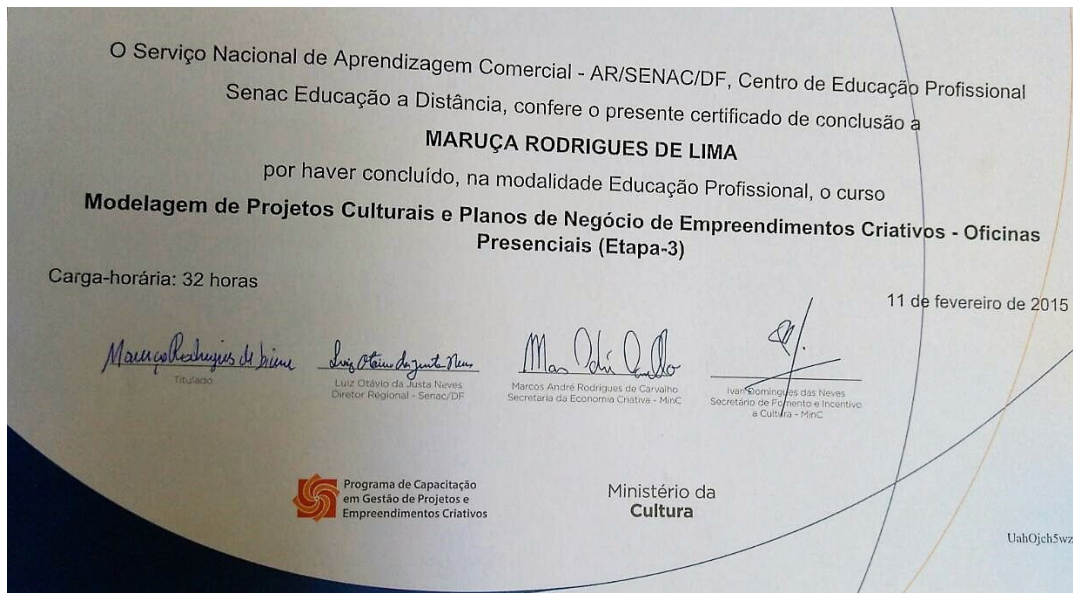 O Serviço Nacional de Aprendizagem Comercial - AR/SENAC/DF, Centro de Educação Profissional
Senac Educação a Distância, confere o presente certificado de conclusão a
MARUÇA RODRIGUES DE LIMA
por haver concluído, na modalidade Educação Profissional, o curso
Modelagem de Projetos Culturais e Planos de Negócio de Empreendimentos Criativos - Oficinas
Presenciais (Etapa-3)
Carga-horária: 32 horas
11 de fevereiro de 2015
Titulado
Luiz Otávio da Justa Neves
Diretor Regional - Senac/DF
Marcos André Rodrigues de Carvalho
Secretaria da Economia Criativa - MinC
Ivan Domingues das Neves
Secretário de Fomento e Incentivo
a Cultura - MinC
Programa de Capacitação
em Gestão de Projetos e
Empreendimentos Criativos
Ministério da
Cultura
UahOjch5wz